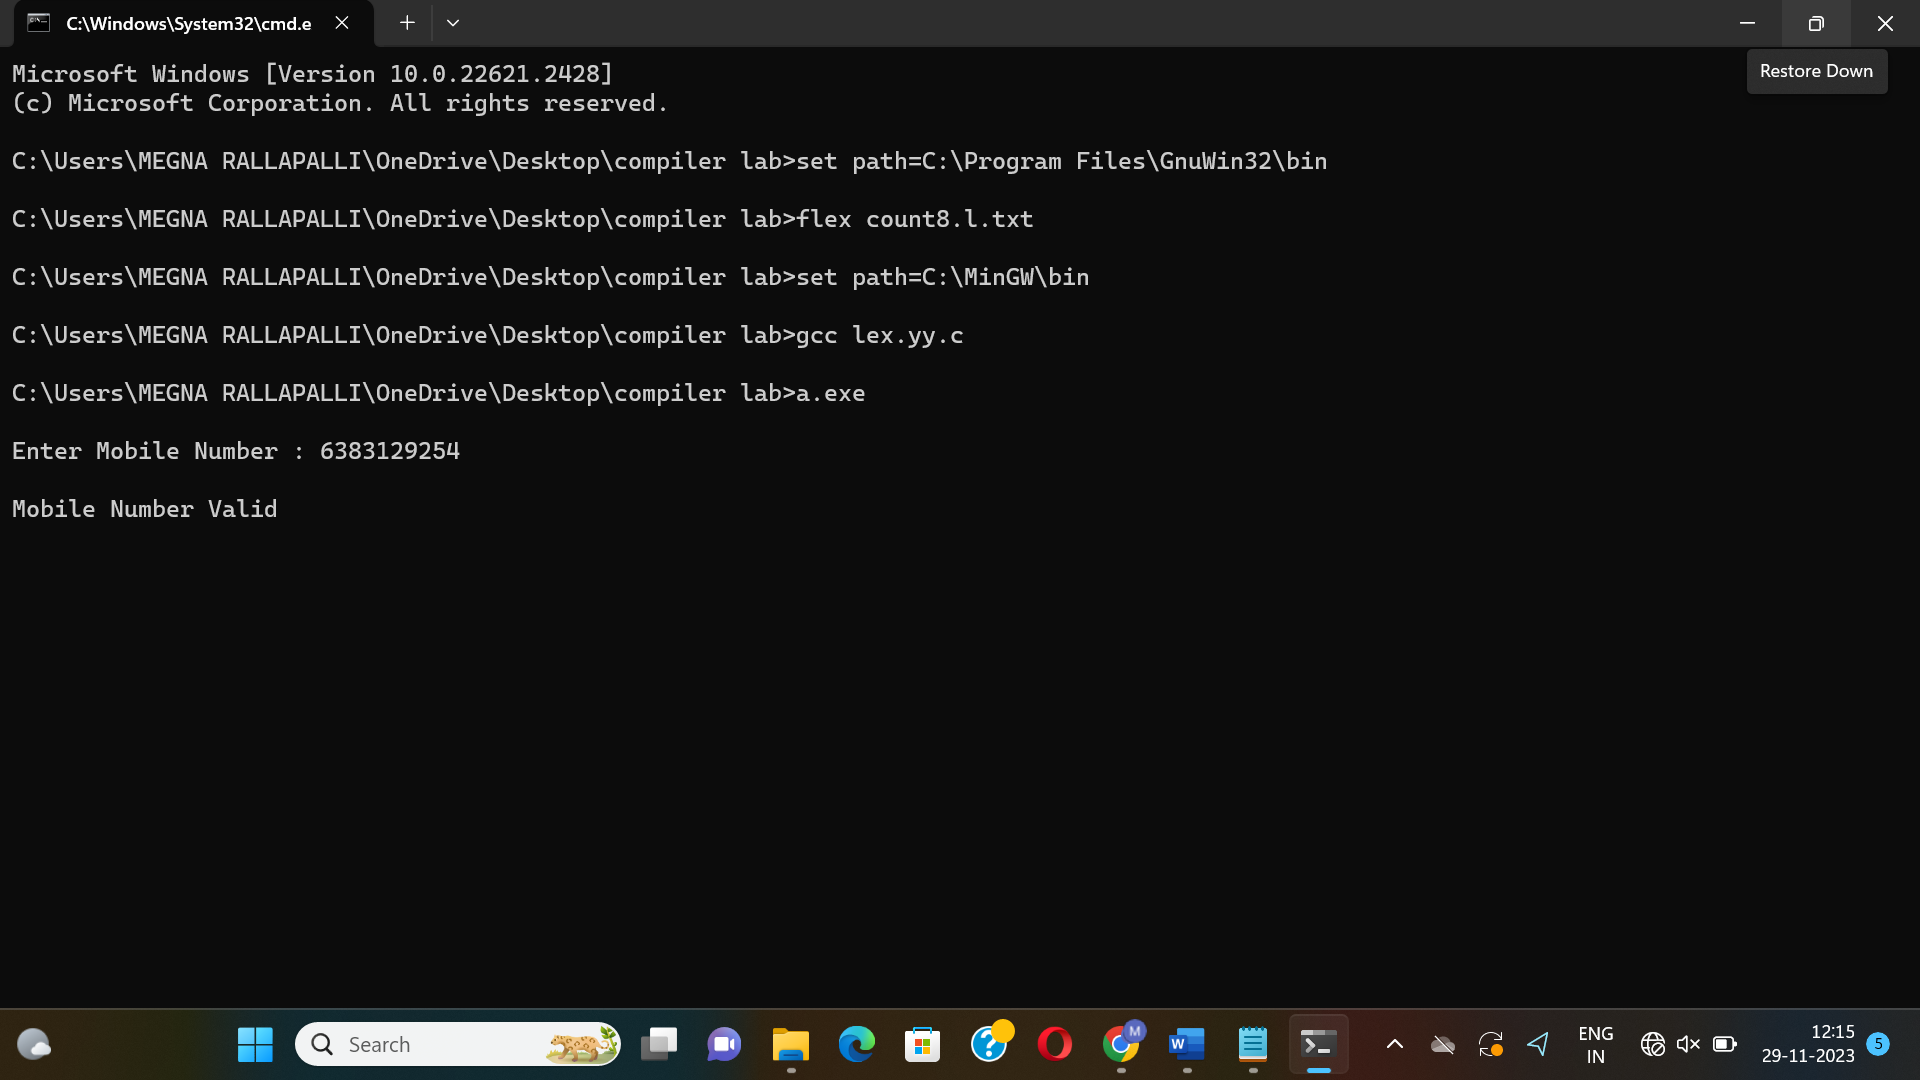 C:\Windows\System32\cmd.e
Restore Down
Microsoft Windows [Version 10.0.22621.2428]
(c) Microsoft Corporation. All rights reserved.
C:\Users\MEGNA RALLAPALLI\OneDrive\Desktop\compiler lab>set path=C:\Program Files\GnuWin32\bin
C:\Users\MEGNA RALLAPALLI\OneDrive\Desktop\compiler lab>flex count8.l.txt
C:\Users\MEGNA RALLAPALLI\OneDrive\Desktop\compiler lab>set path=C:\MinGW\bin
C:\Users\MEGNA RALLAPALLI\OneDrive\Desktop\compiler lab>gcc lex.yy.c
C:\Users\MEGNA RALLAPALLI\OneDrive\Desktop\compiler lab>a.exe
Enter Mobile Number : 6383129254
Mobile Number Valid
Search
M
W
ENG
IN
12:15
29-11-2023
5